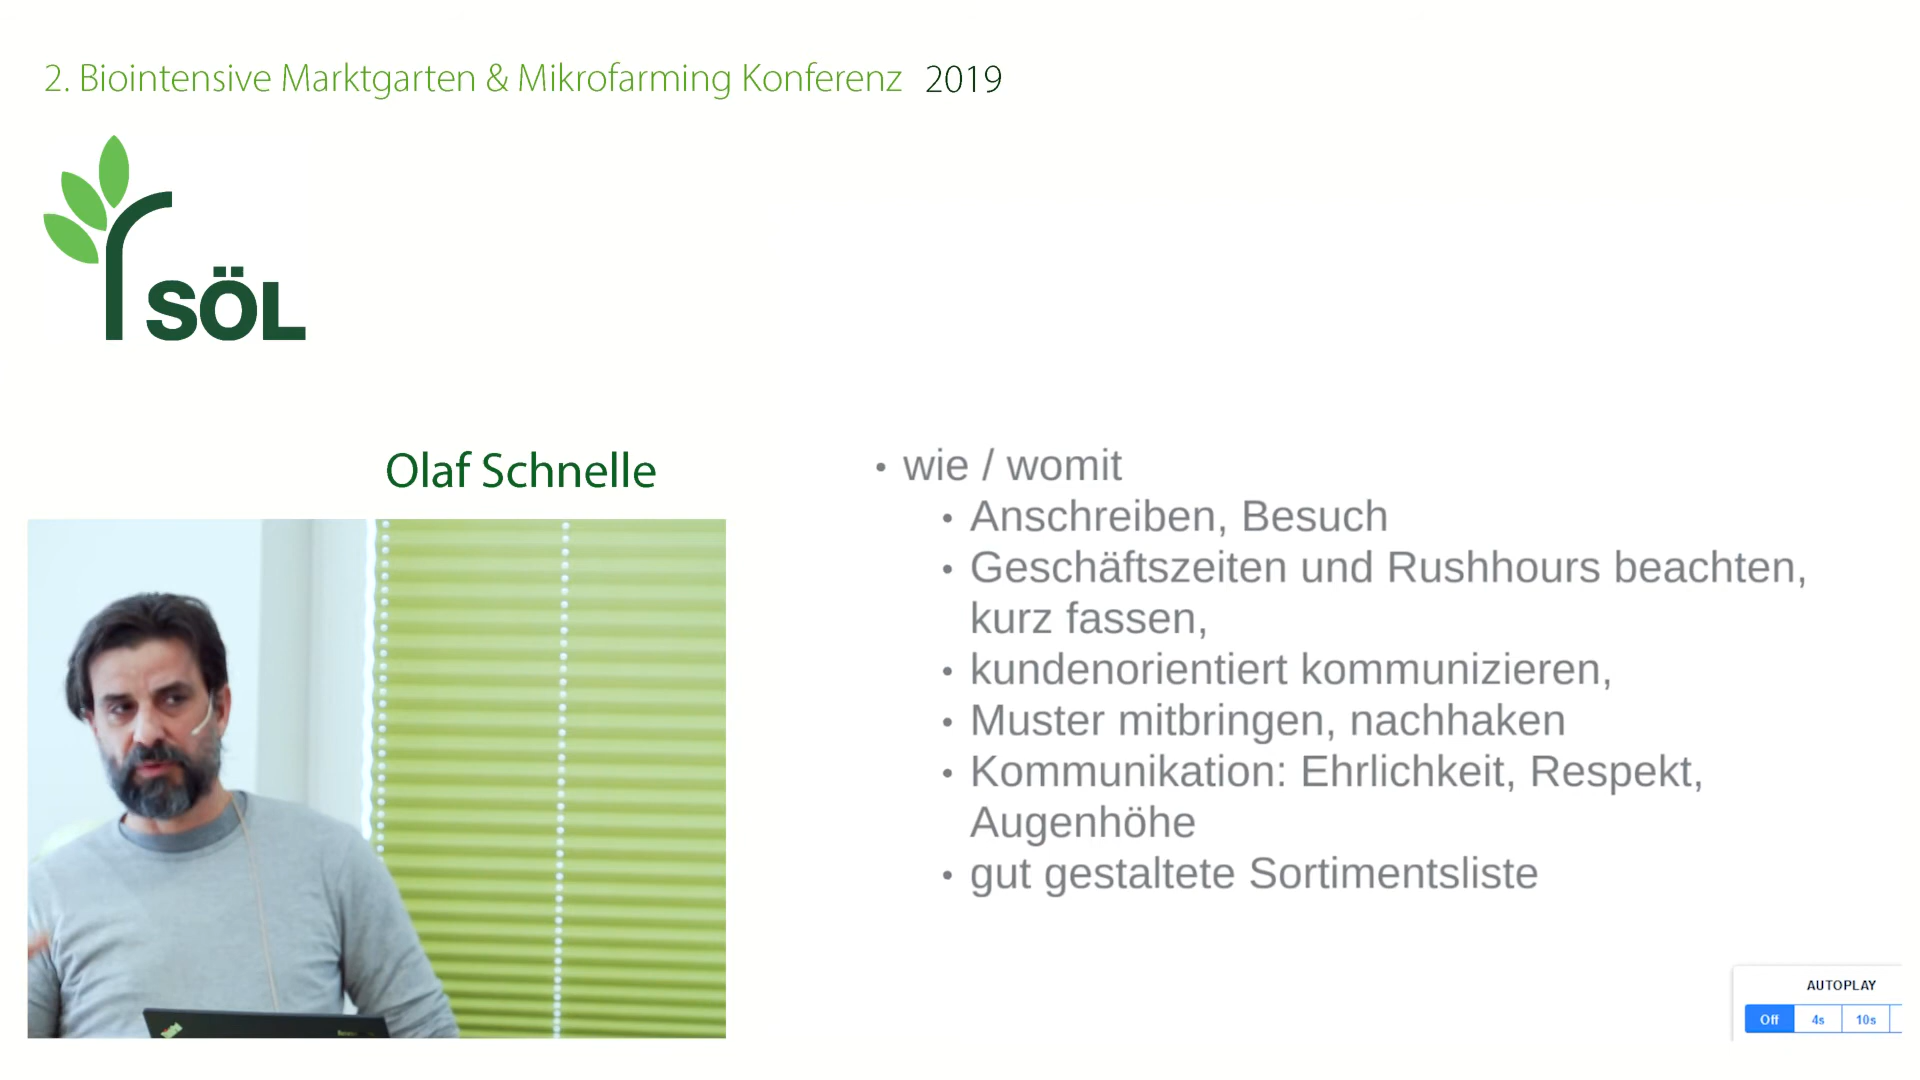 2. Biointensive Marktgarten & Mikrofarming Konferenz 2019
SÖL
Olaf Schnelle
• wie / womit
• Anschreiben, Besuch
• Geschäftszeiten und Rushhours beachten,
kurz fassen,
• kundenorientiert kommunizieren,
• Muster mitbringen, nachhaken
• Kommunikation: Ehrlichkeit, Respekt,
Augenhöhe
• gut gestaltete Sortimentsliste
AUTOPLAY
Off 4s 10s